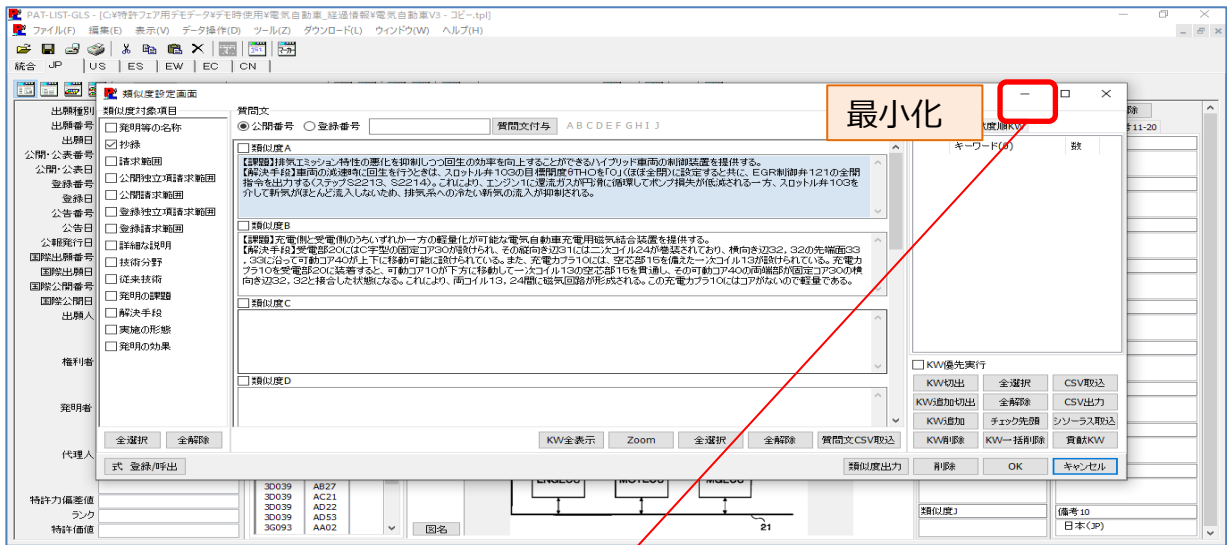 PAT-LIST-GLS - [C:¥特許フェア用デモデータ¥デモ時使用¥電気自動車_経過情報¥電気自動車V3 - コピー.tpl]
ファイル(F) 編集(E) 表示(V) データ操作(D) ツール(Z) ダウンロード(L) ウィンドウ(W) ヘルプ(H)
統合 JP US ES EW EC CN
類似度設定画面
最小化
出願種別
出願番号
出願日
公開・公表番号
公開・公表日
登録番号
登録日
公告番号
公告日
公報発行日
国際出願番号
国際出願日
国際公開番号
国際公開日
出願人
権利者
発明者
代理人
特許力偏差値
ランク
特許価値
類似度対象項目
発明等の名称
抄録
請求範囲
公開独立項請求範囲
公開請求範囲
登録独立項請求範囲
登録請求範囲
詳細な説明
技術分野
従来技術
発明の課題
解決手段
実施の形態
発明の効果
全選択 全解除
式 登録/呼出
質問文
公開番号 登録番号 質問文付与 A B C D E F G H I J
類似度A
【課題】排気エミッション特性の悪化を抑制しつつ回生の効率を向上することができるハイブリッド車両の制御装置を提供する。
【解決手段】車両の減速時に回生を行うときは、スロットル弁103の目標開度θTHOを「0」(ほぼ全閉)に設定すると共に、EGR制御弁121の全開
指令を出力する(ステップS2213、S2214)。これにより、エンジン1に還流ガスが円滑に循環してポンプ損失が低減される一方、スロットル弁103を
介して新気がほとんど流入しないため、排気系への冷たい新気の流入が抑制される。
類似度B
【課題】充電側と受電側のうちいずれか一方の軽量化が可能な電気自動車充電用磁気結合装置を提供する。
【解決手段】受電部20にはC字型の固定コア30が設けられ、その縦向き辺31には二次コイル24が巻装されており、横向き辺32，32の先端面33
，33に沿って可動コア40が上下に移動可能に設けられている。また、充電カプラ10には、空芯部15を備えた一次コイル13が設けられている。充電カ
プラ10を受電部20に装着すると、可動コア10が下方に移動して一次コイル13の空芯部15を貫通し、その可動コア40の両端部が固定コア30の横
向き辺32，32と接合した状態になる。これにより、両コイル13，24間に磁気回路が形成される。この充電カプラ10にはコアがないので軽量である。
類似度C
類似度D
KW全表示 Zoom 全選択 全解除 質問文CSV取込
類似度出力 削除 OK キャンセル
度順KW
キーワード(0) 数
KW優先実行
KW切出 全選択 CSV取込
KW追加切出 全解除 CSV出力
KW追加 チェック先頭 シソーラス取込
KW削除 KW一括削除 貢献KW
11-20
3D039 AB27
3D039 AC21
3D039 AD22
3D039 AD53
3G093 AA02
図名
21
類似度J
備考10
日本(JP)